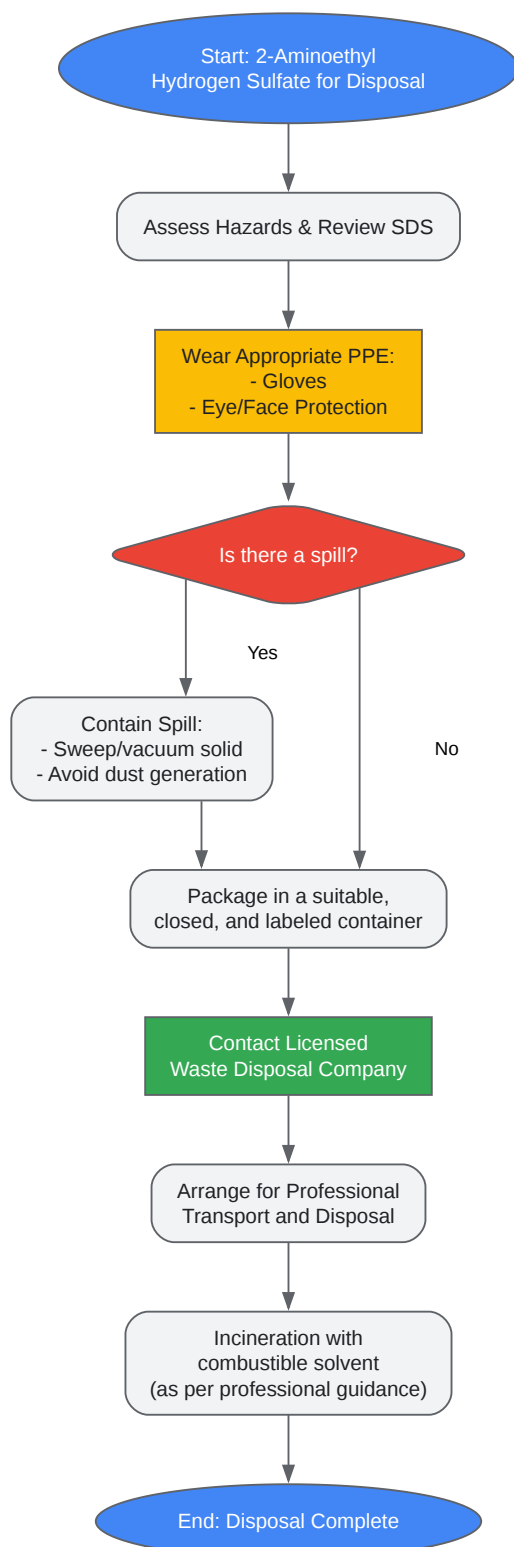 Start: 2-Aminoethyl
Hydrogen Sulfate for Disposal
Assess Hazards & Review SDS
Wear Appropriate PPE:
- Gloves
- Eye/Face Protection
Is there a spill?
Yes
Contain Spill:
- Sweep/vacuum solid
- Avoid dust generation
No
Package in a suitable,
closed, and labeled container
Contact Licensed
Waste Disposal Company
Arrange for Professional
Transport and Disposal
Incineration with
combustible solvent
(as per professional guidance)
End: Disposal Complete